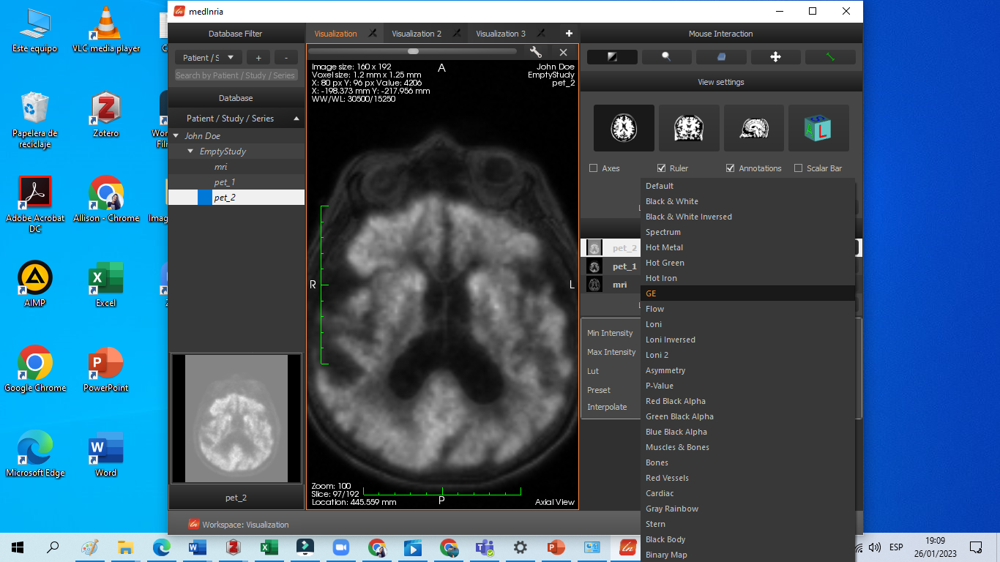 Este equipo
VLC media player
Papelera de
reciclaje
Zotero
Adobe Acrobat
DC
Allison - Chrome
AIMP
Excel
Google Chrome
PowerPoint
Microsoft Edge
Word
medInria
Database Filter
Patient / S
+
-
Search by Patient / Study / Series
Database
Patient / Study / Series
John Doe
EmptyStudy
mri
pet_1
pet_2
pet_2
Workspace: Visualization
Visualization
Visualization 2
Visualization 3
Image size: 160 x 192
Voxel size: 1.2 mm x 1.25 mm
X: 80 px Y: 96 px Value: 4206
X: -198.373 mm Y: -217.956 mm
WW/WL: 30500/15250
A
John Doe
EmptyStudy
pet_2
R
L
Zoom: 100
Slice: 97/192
Location: 445.559 mm
P
Axial View
Mouse Interaction
View settings
A
L
Axes
Ruler
Annotations
Scalar Bar
pet_2
pet_1
mri
Min Intensity
Max Intensity
Lut
Preset
Interpolate
Default
Black & White
Black & White Inversed
Spectrum
Hot Metal
Hot Green
Hot Iron
GE
Flow
Loni
Loni Inversed
Loni 2
Asymmetry
P-Value
Red Black Alpha
Green Black Alpha
Blue Black Alpha
Muscles & Bones
Bones
Red Vessels
Cardiac
Gray Rainbow
Stern
Black Body
Binary Map
ESP
19:09
26/01/2023